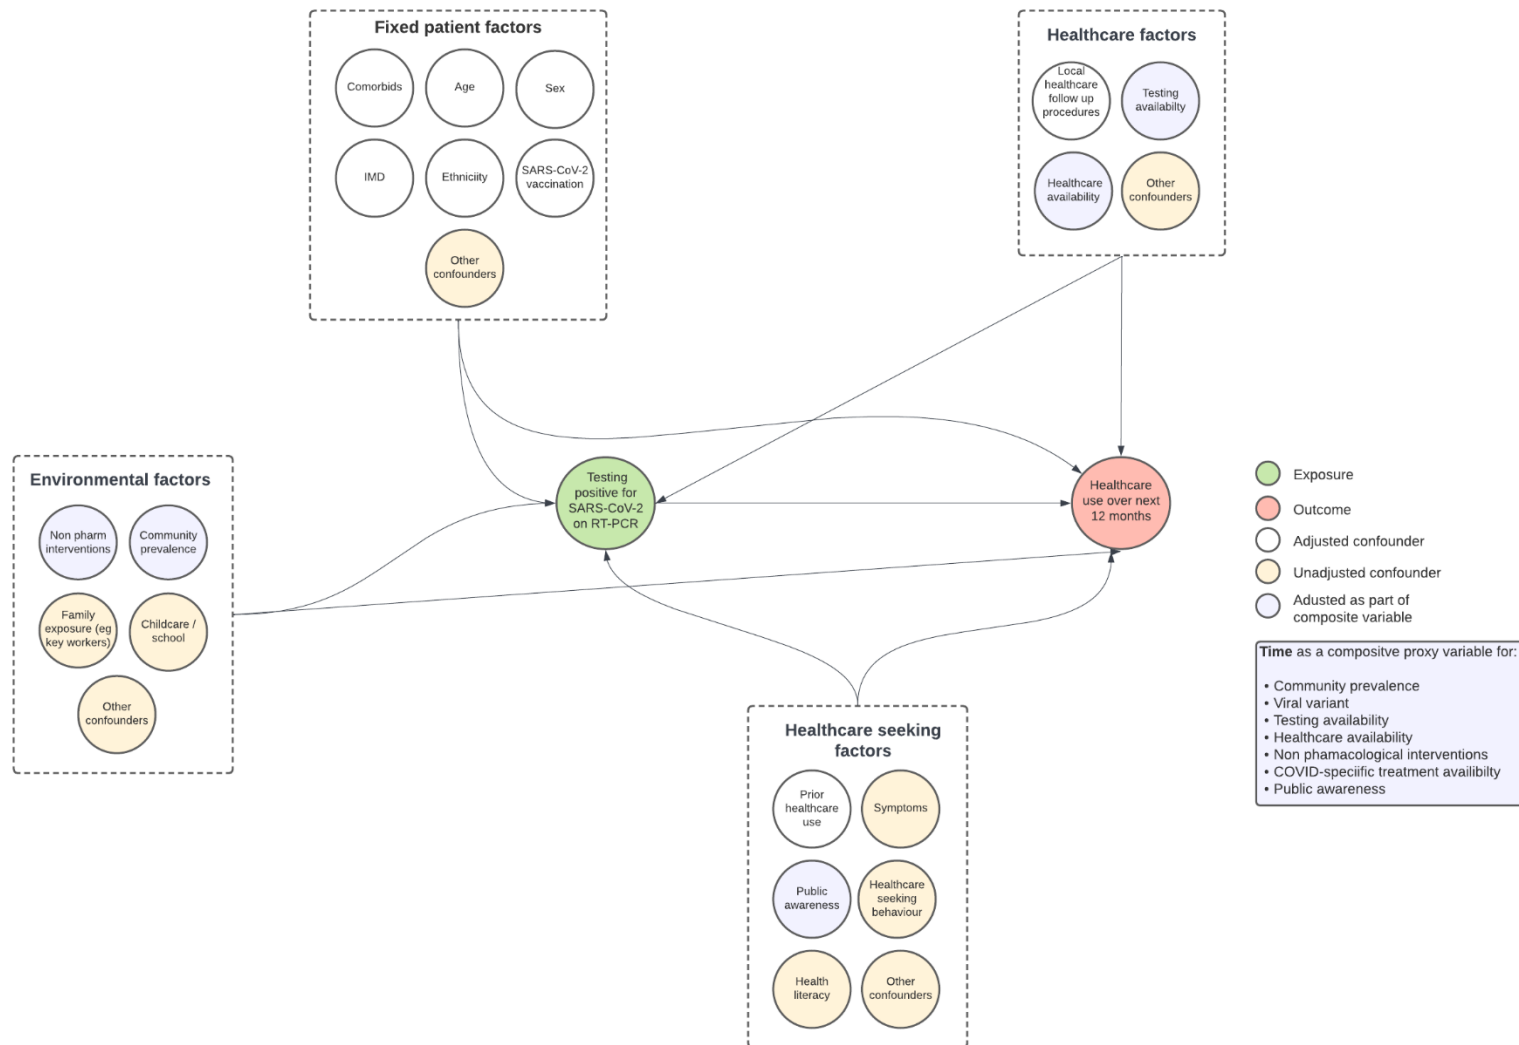 Fixed patient factors
Comorbids
Age
Sex
IMD
Ethniciity
SARS-CoV-2
vaccination
Other
confounders
Healthcare factors
Local
healthcare
follow up
procedures
Testing
availabilty
Healthcare
availability
Other
confounders
Environmental factors
Non pharm
interventions
Community
prevalence
Family
exposure (eg
key workers)
Childcare /
school
Other
confounders
Testing
positive for
SARS-CoV-2
on RT-PCR
Healthcare
use over next
12 months
Healthcare seeking
factors
Prior
healthcare
use
Symptoms
Public
awareness
Healthcare
seeking
behaviour
Health
literacy
Other
confounders
Exposure
Outcome
Adjusted confounder
Unadjusted confounder
Adusted as part of
composite variable
Time as a compositve proxy variable for:
• Community prevalence
• Viral variant
• Testing availability
• Healthcare availability
• Non phamacological interventions
• COVID-speciific treatment availibilty
• Public awareness